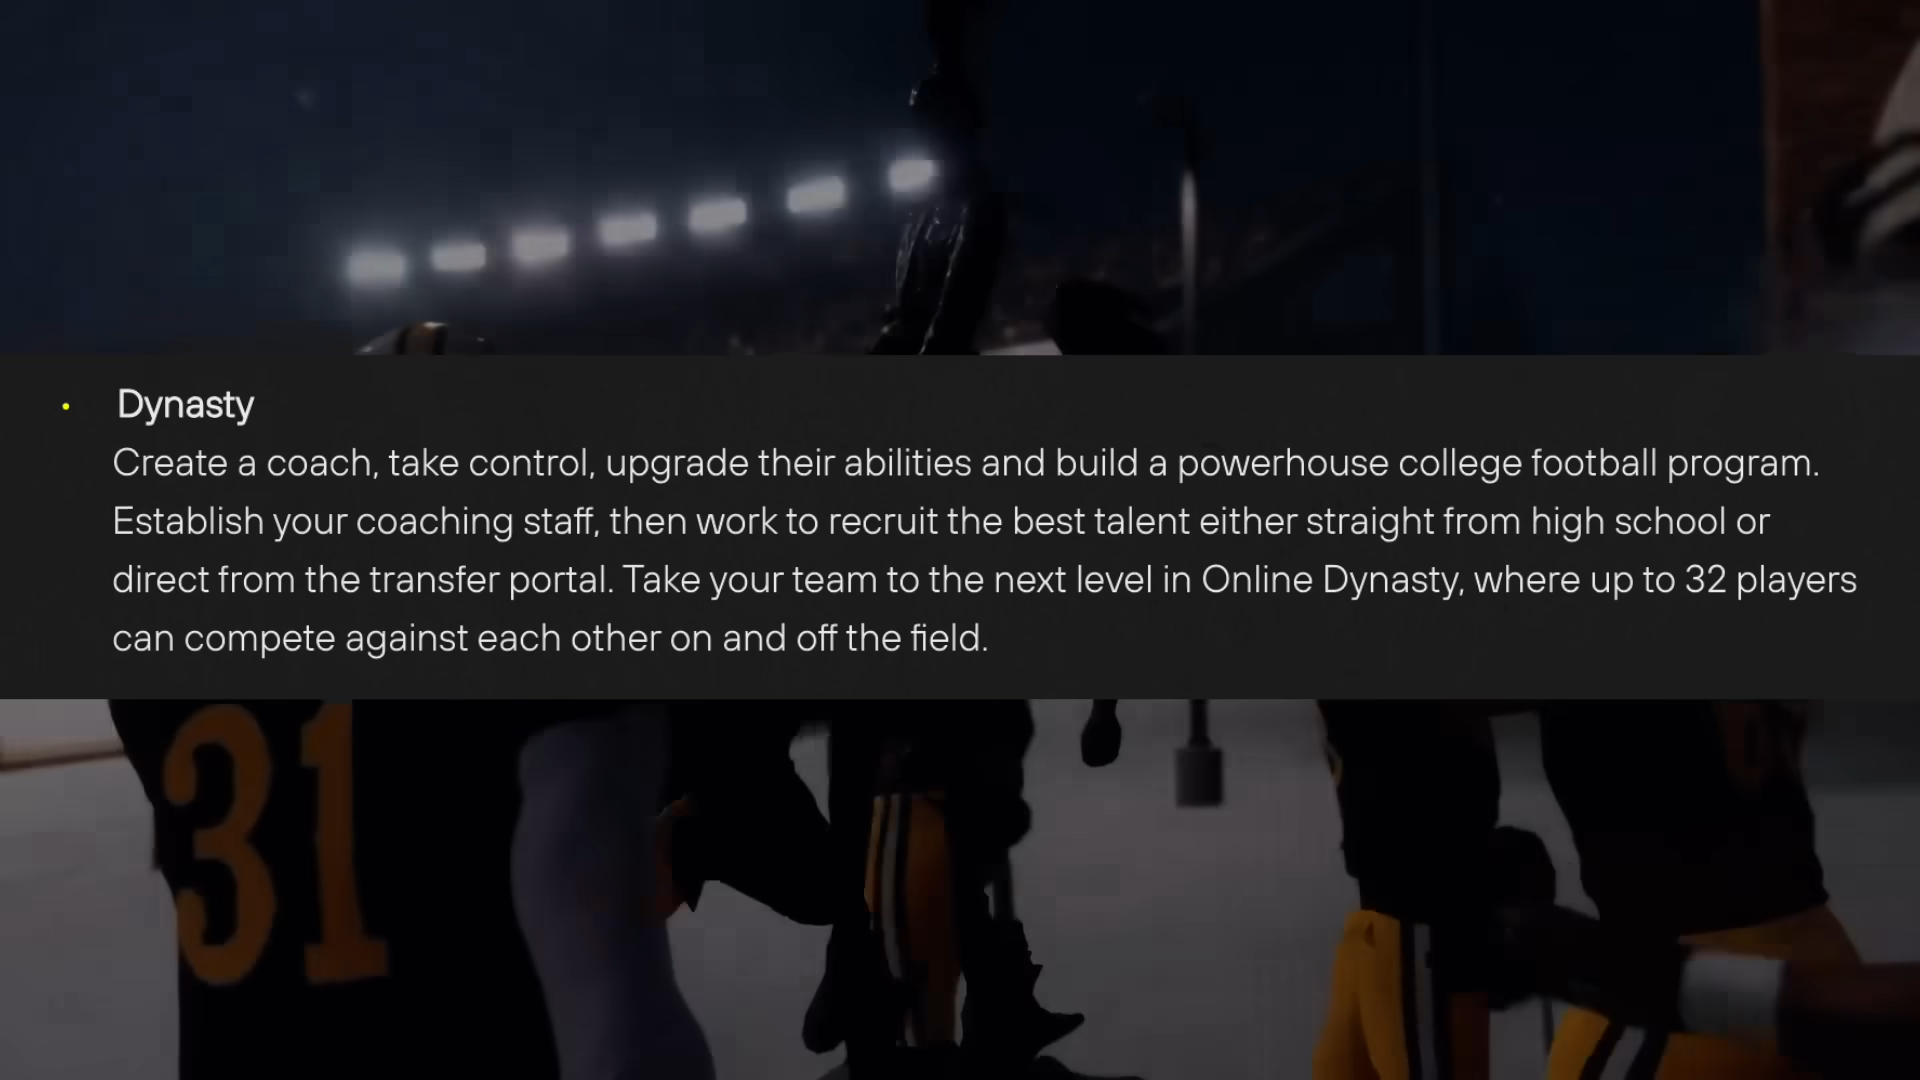 Dynasty
Create a coach, take control, upgrade their abilities and build a powerhouse college football program.
Establish your coaching staff, then work to recruit the best talent either straight from high school or
direct from the transfer portal. Take your team to the next level in Online Dynasty, where up to 32 players
can compete against each other on and off the field.
31